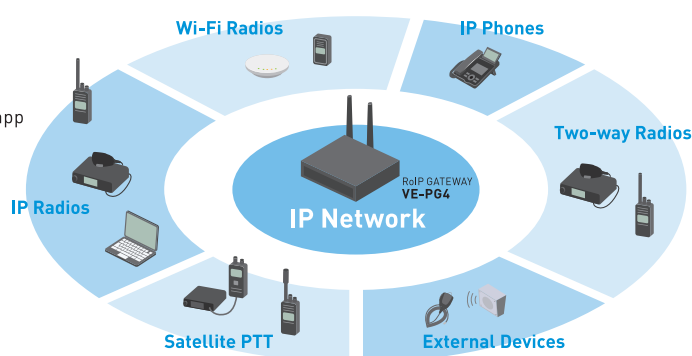 Wi-Fi Radios
IP Phones
app
Two-way Radios
RoIP GATEWAY
VE-PG4
IP Radios
IP Network
Satellite PTT
External Devices